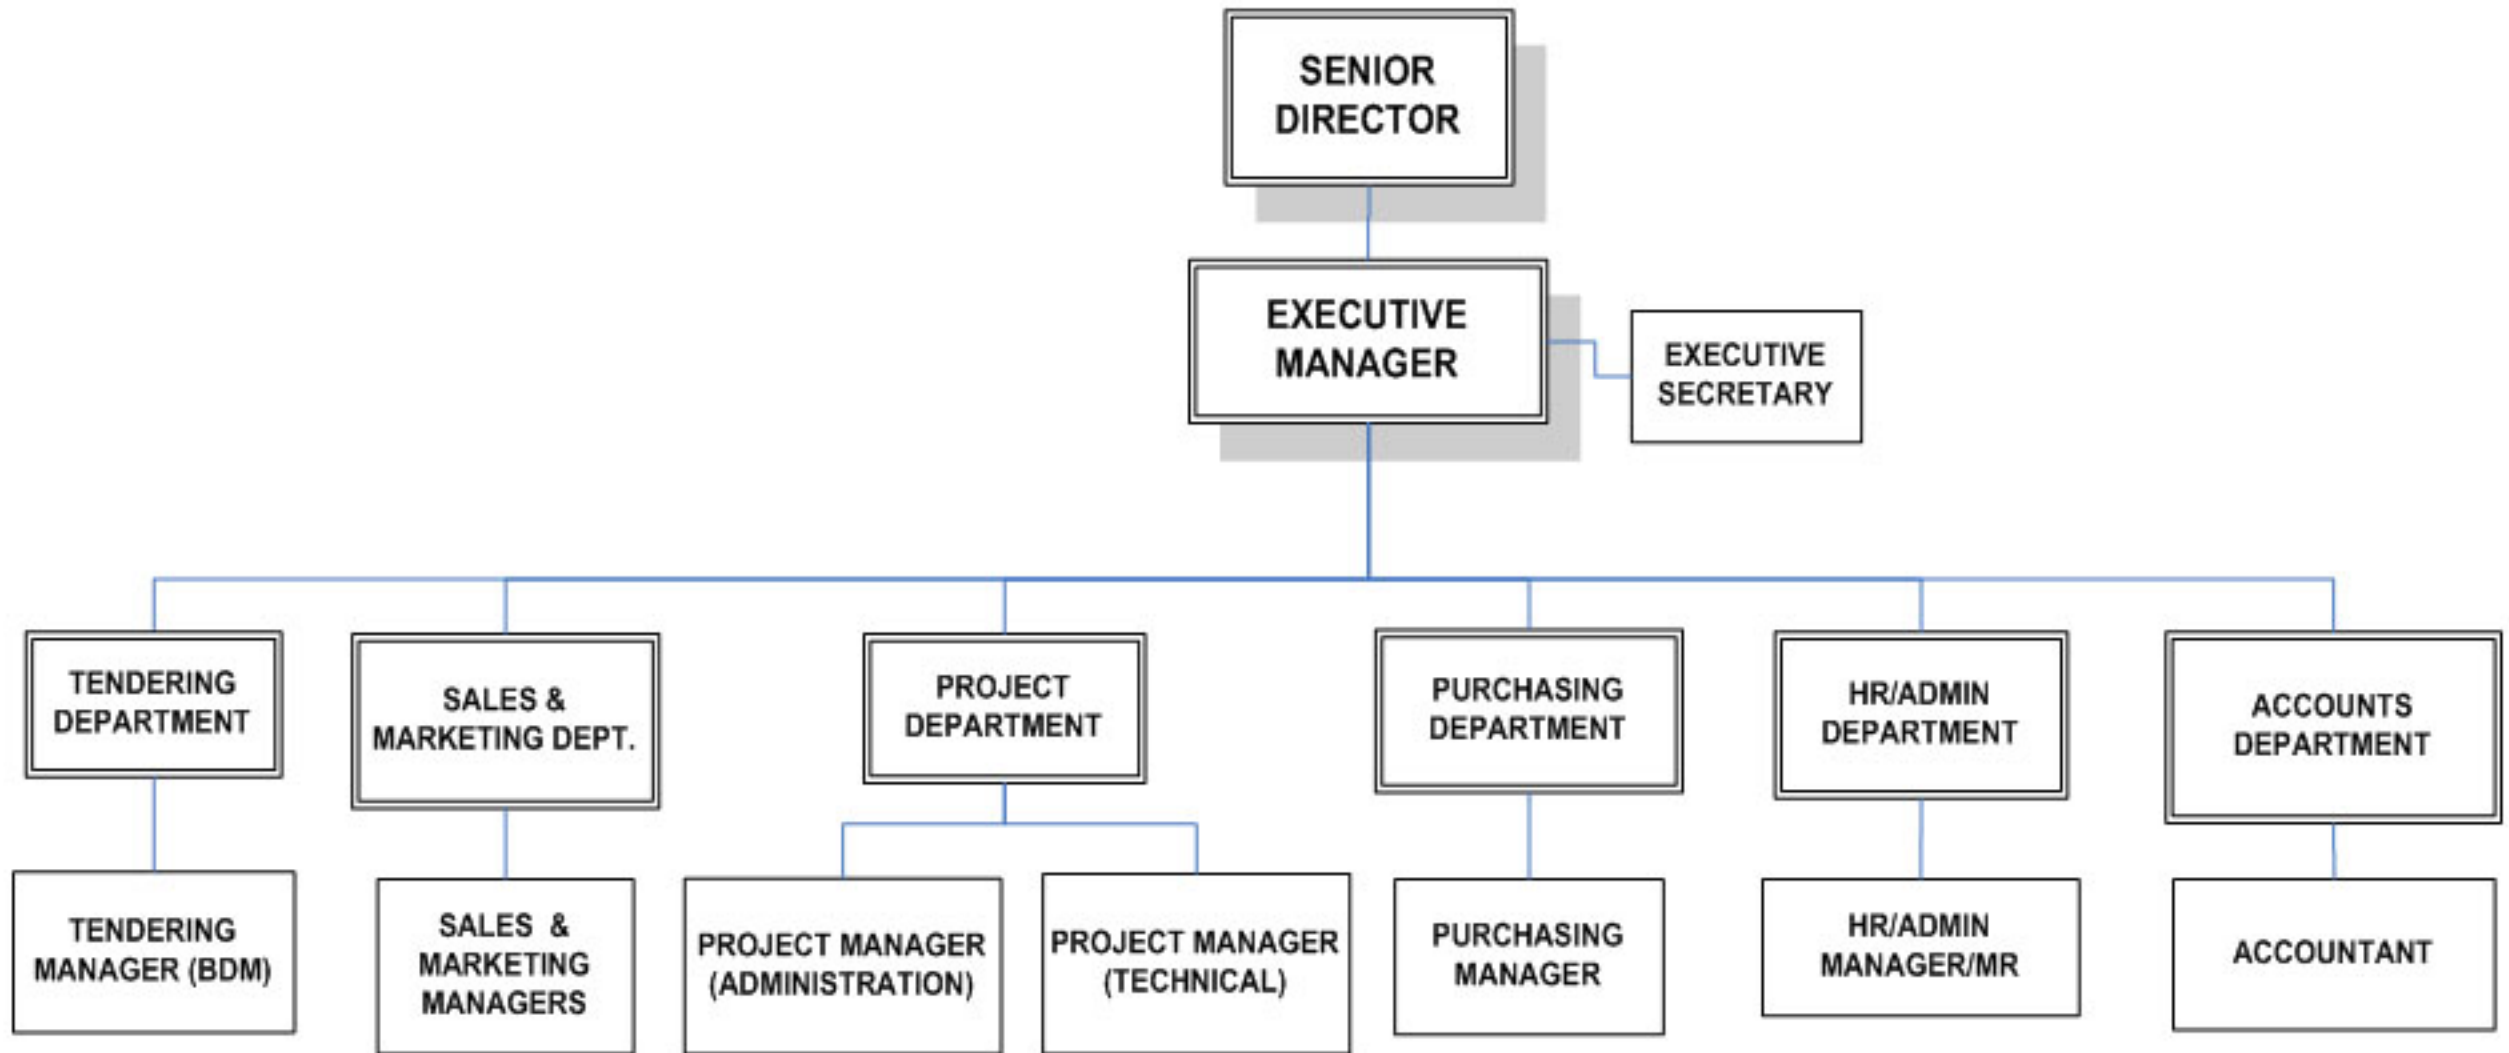 SENIOR
DIRECTOR
EXECUTIVE
MANAGER
EXECUTIVE
SECRETARY
TENDERING
DEPARTMENT
SALES &
MARKETING DEPT.
PROJECT
DEPARTMENT
PURCHASING
DEPARTMENT
HR/ADMIN
DEPARTMENT
ACCOUNTS
DEPARTMENT
TENDERING
MANAGER (BDM)
SALES &
MARKETING
MANAGERS
PROJECT MANAGER
(ADMINISTRATION)
PROJECT MANAGER
(TECHNICAL)
PURCHASING
MANAGER
HR/ADMIN
MANAGER/MR
ACCOUNTANT